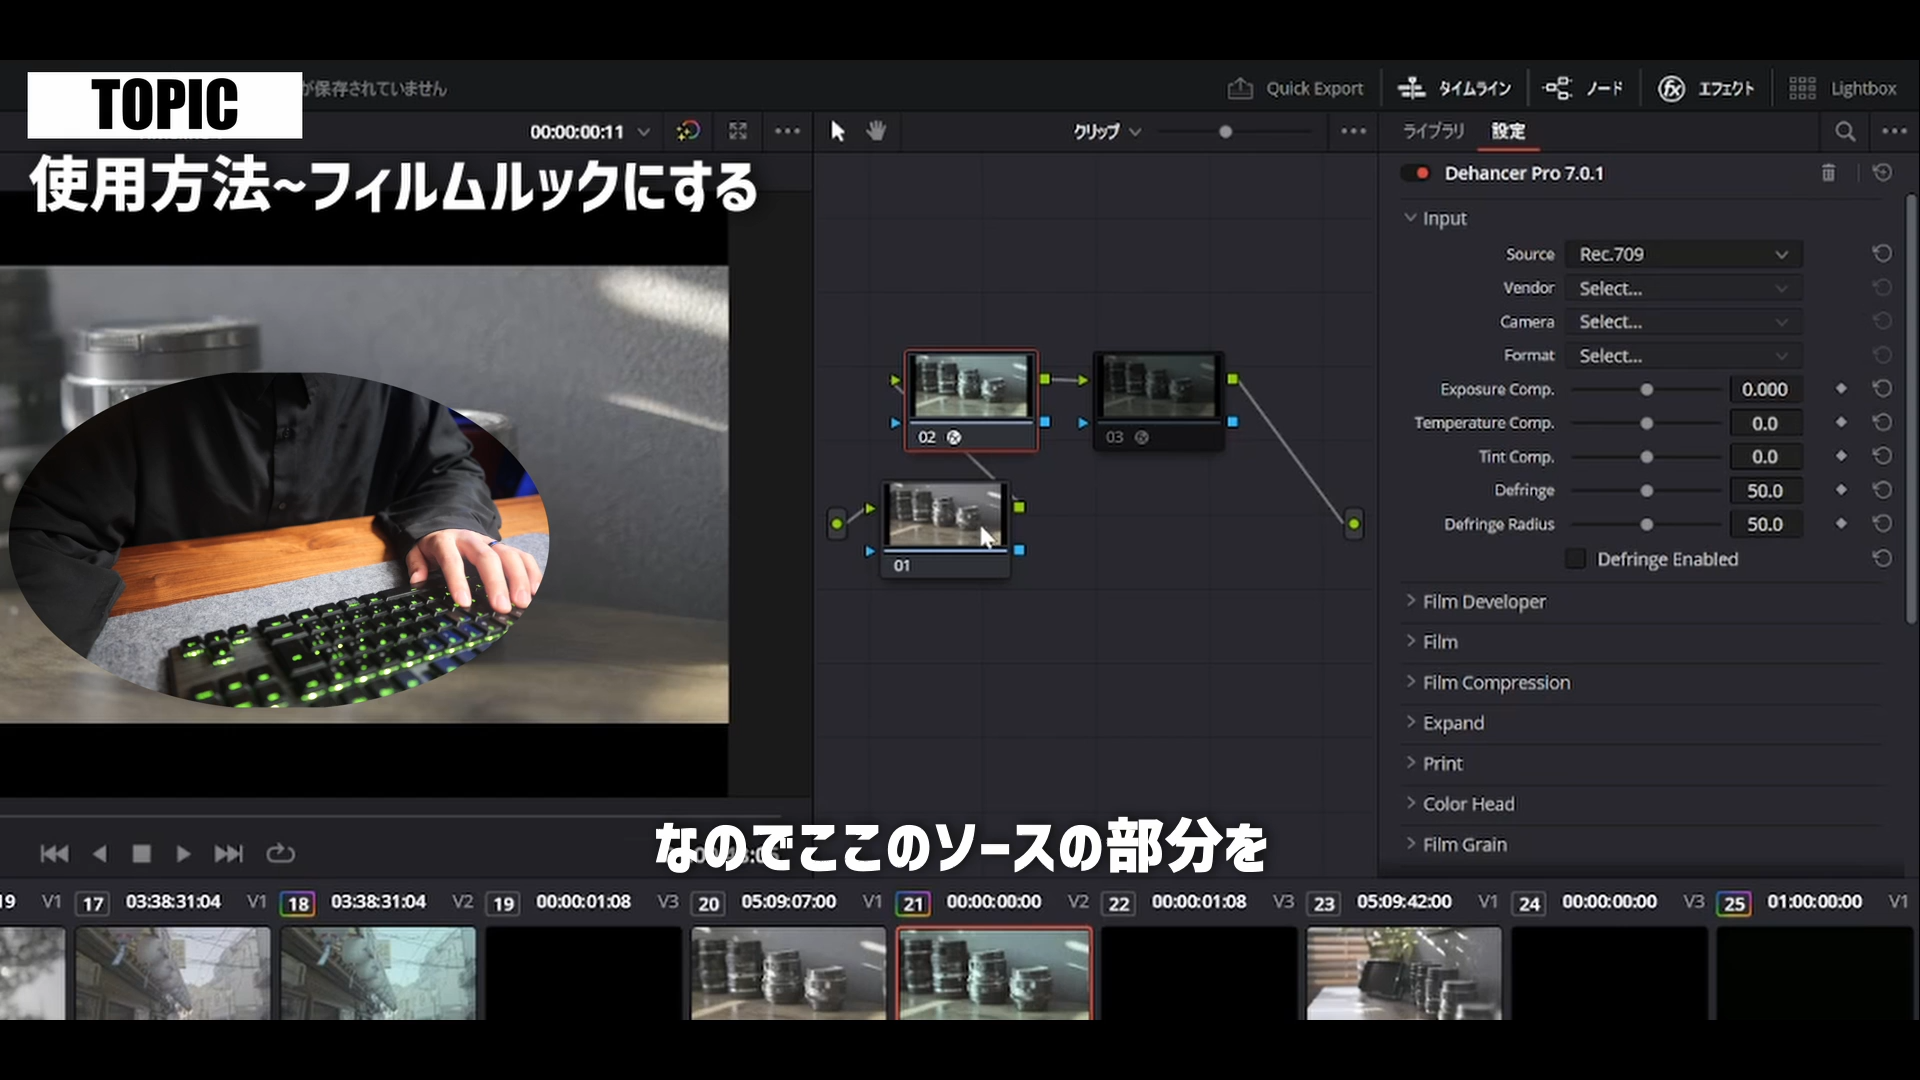 TOPIC
が保存されていません
Quick Export
タイムライン
ノード
エフェクト
Lightbox
使用方法~フィルムルックにする
00:00:00:11
クリップ
ライブラリ
設定
Dehancer Pro 7.0.1
Input
Source Rec.709
Vendor Select...
Camera Select...
Format Select...
Exposure Comp. 0.000
Temperature Comp. 0.0
Tint Comp. 0.0
Defringe 50.0
Defringe Radius 50.0
Defringe Enabled
Film Developer
Film
Film Compression
Expand
Print
Color Head
Film Grain
02
03
01
なのでここのソースの部分を
19 V1 17 03:38:31:04 V1 18 03:38:31:04 V2 19 00:00:01:08 V3 20 05:09:07:00 V1 21 00:00:00:00 V2 22 00:00:01:08 V3 23 05:09:42:00 V1 24 00:00:00:00 V3 25 01:00:00:00 V1